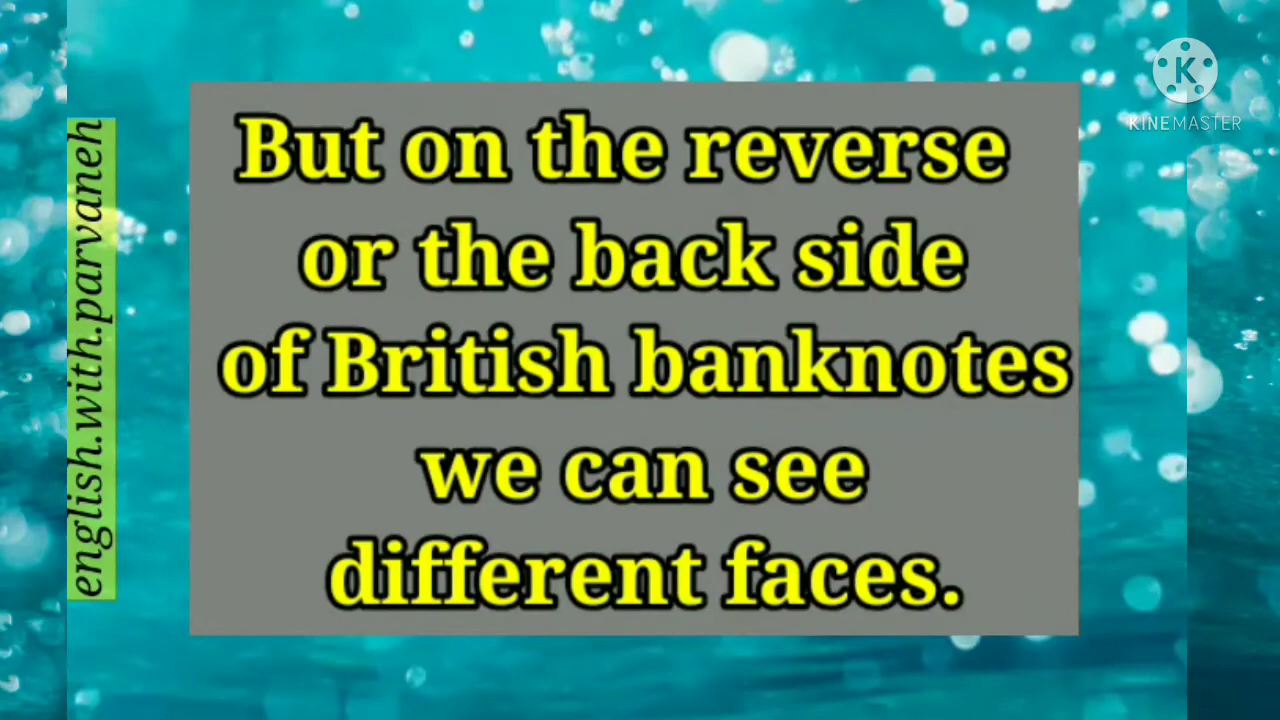 But on the reverse
or the back side
of British banknotes
we can see
different faces.
english.with.parvaneh
K
KINEMASTER